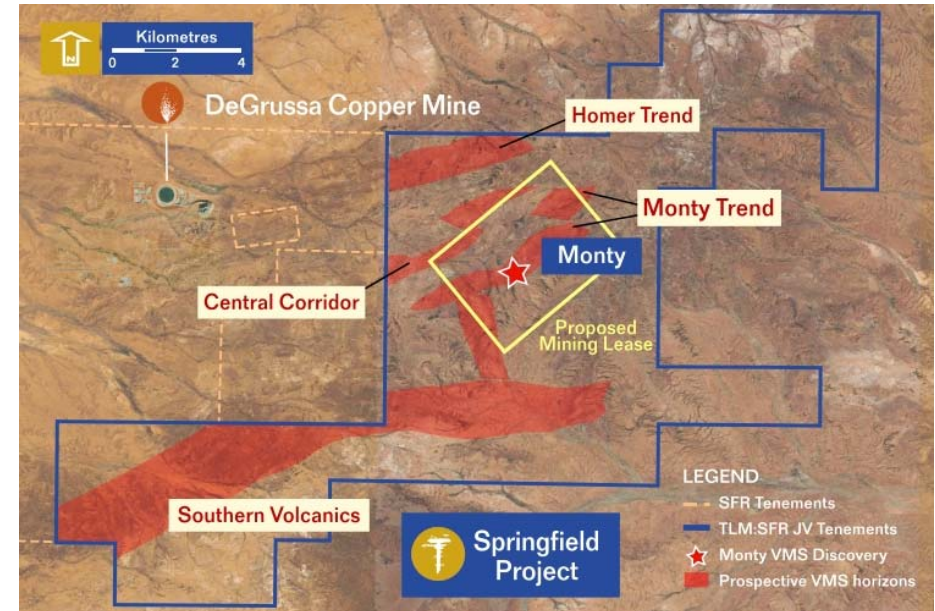 Kilometres
N
0 2 4
DeGrussa Copper Mine
Homer Trend
Monty Trend
Monty
Central Corridor
Proposed
Mining Lease
Southern Volcanics
Springfield
Project
LEGEND
SFR Tenements
TLM:SFR JV Tenements
Monty VMS Discovery
Prospective VMS horizons